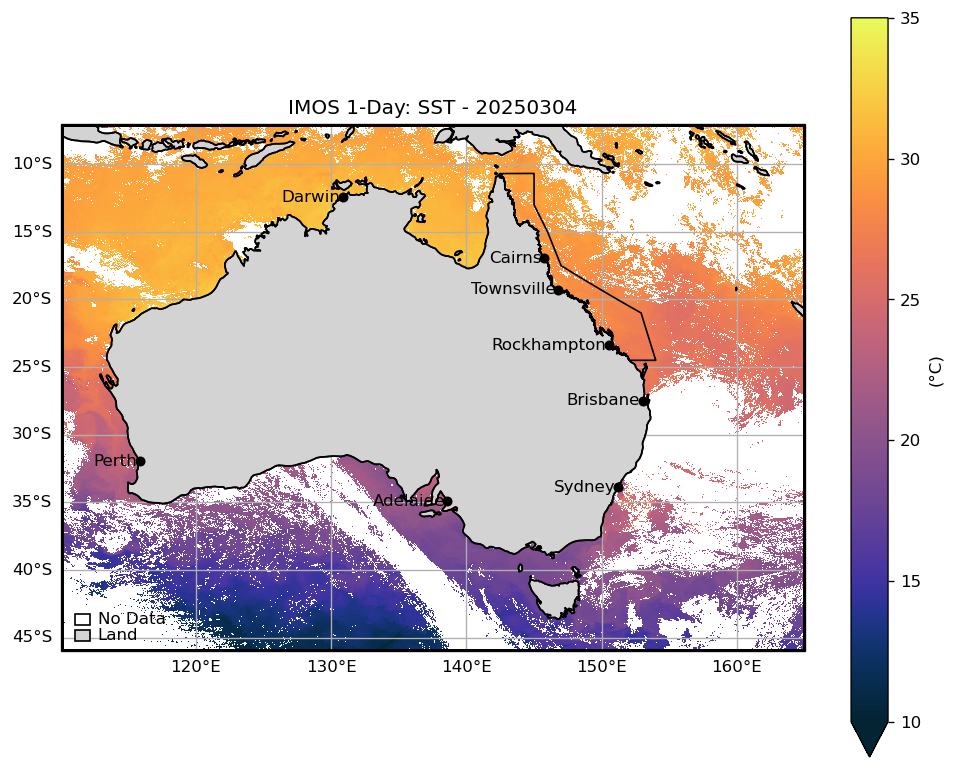 IMOS 1-Day: SST - 20250304
35
10°S
30
Darwin
15°S
Cairns
Townsville
20°S
25
Rockhampton
25°S
(°C)
Brisbane
30°S
20
Perth
Sydney
35°S
Adelaide
40°S
15
No Data
Land
45°S
120°E 130°E 140°E 150°E 160°E
10